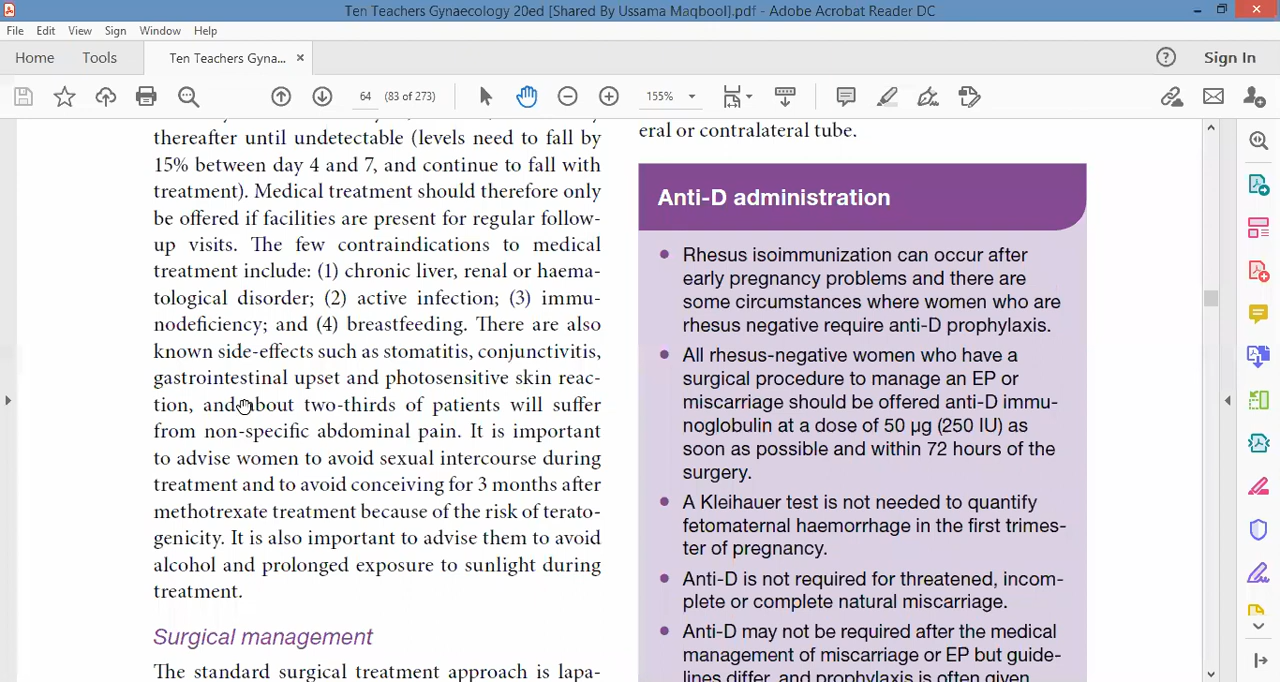 Ten Teachers Gynaecology 20ed [Shared By Ussama Maqbool].pdf - Adobe Acrobat Reader DC
File Edit View Sign Window Help
Home Tools Ten Teachers Gyna... ×
Sign In
64 (83 of 273) 155%
thereafter until undetectable (levels need to fall by
15% between day 4 and 7, and continue to fall with
treatment). Medical treatment should therefore only
be offered if facilities are present for regular follow-
up visits. The few contraindications to medical
treatment include: (1) chronic liver, renal or haema-
tological disorder; (2) active infection; (3) immu-
nodeficiency; and (4) breastfeeding. There are also
known side-effects such as stomatitis, conjunctivitis,
gastrointestinal upset and photosensitive skin reac-
tion, and about two-thirds of patients will suffer
from non-specific abdominal pain. It is important
to advise women to avoid sexual intercourse during
treatment and to avoid conceiving for 3 months after
methotrexate treatment because of the risk of terato-
genicity. It is also important to advise them to avoid
alcohol and prolonged exposure to sunlight during
treatment.
Surgical management
The standard surgical treatment approach is lapa-
eral or contralateral tube.
Anti-D administration
• Rhesus isoimmunization can occur after
early pregnancy problems and there are
some circumstances where women who are
rhesus negative require anti-D prophylaxis.
• All rhesus-negative women who have a
surgical procedure to manage an EP or
miscarriage should be offered anti-D immu-
noglobulin at a dose of 50 µg (250 IU) as
soon as possible and within 72 hours of the
surgery.
• A Kleihauer test is not needed to quantify
fetomaternal haemorrhage in the first trimes-
ter of pregnancy.
• Anti-D is not required for threatened, incom-
plete or complete natural miscarriage.
• Anti-D may not be required after the medical
management of miscarriage or EP but guide-
lines differ, and prophylaxis is often given